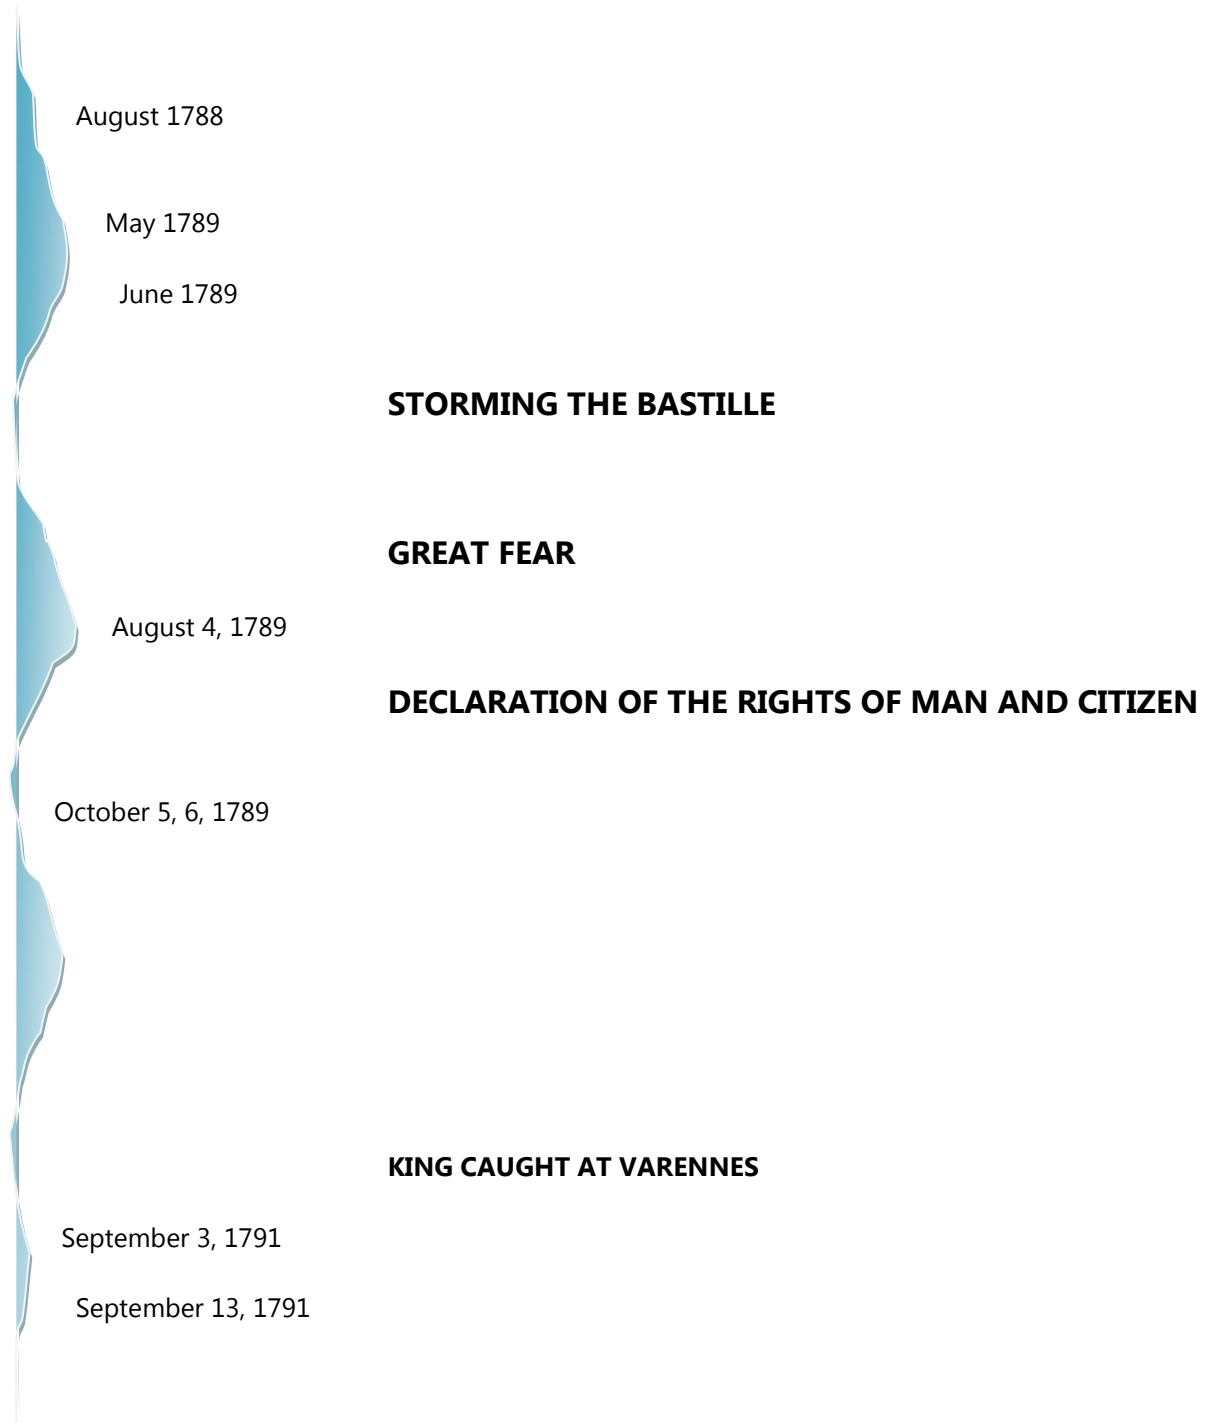 August 1788
May 1789
June 1789
STORMING THE BASTILLE
GREAT FEAR
August 4, 1789
DECLARATION OF THE RIGHTS OF MAN AND CITIZEN
October 5, 6, 1789
KING CAUGHT AT VARENNES
September 3, 1791
September 13, 1791